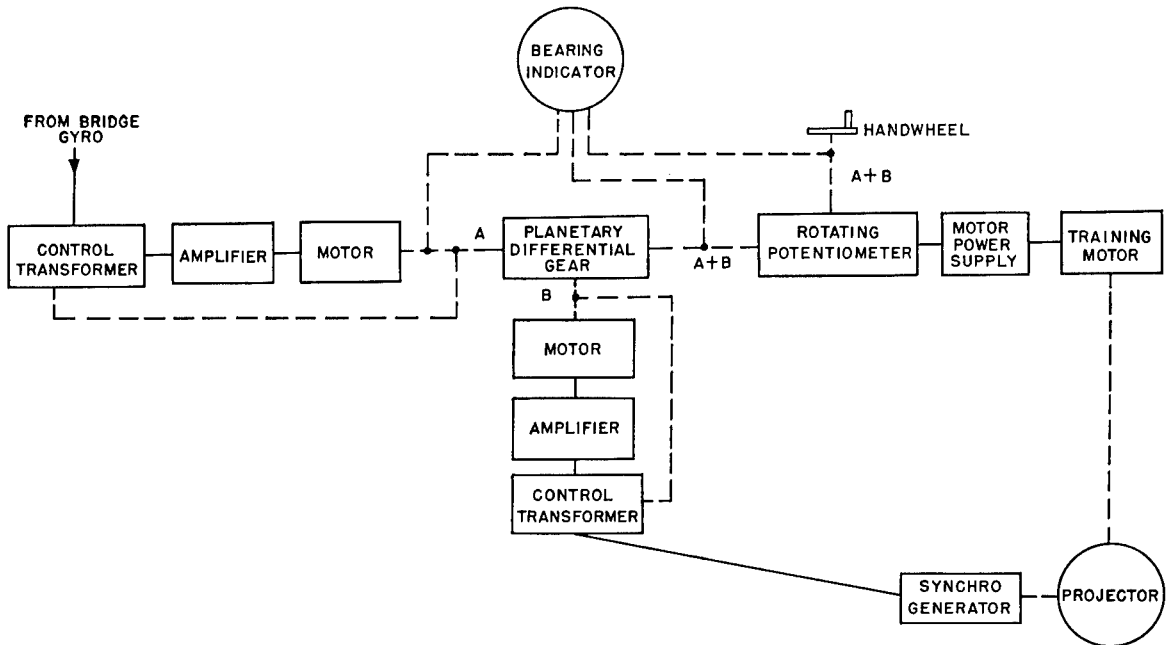 BEARING
INDICATOR
FROM BRIDGE
GYRO
HANDWHEEL
A+B
CONTROL
TRANSFORMER
AMPLIFIER
MOTOR
A
PLANETARY
DIFFERENTIAL
GEAR
A+B
ROTATING
POTENTIOMETER
MOTOR
POWER
SUPPLY
TRAINING
MOTOR
B
MOTOR
AMPLIFIER
CONTROL
TRANSFORMER
SYNCHRO
GENERATOR
PROJECTOR